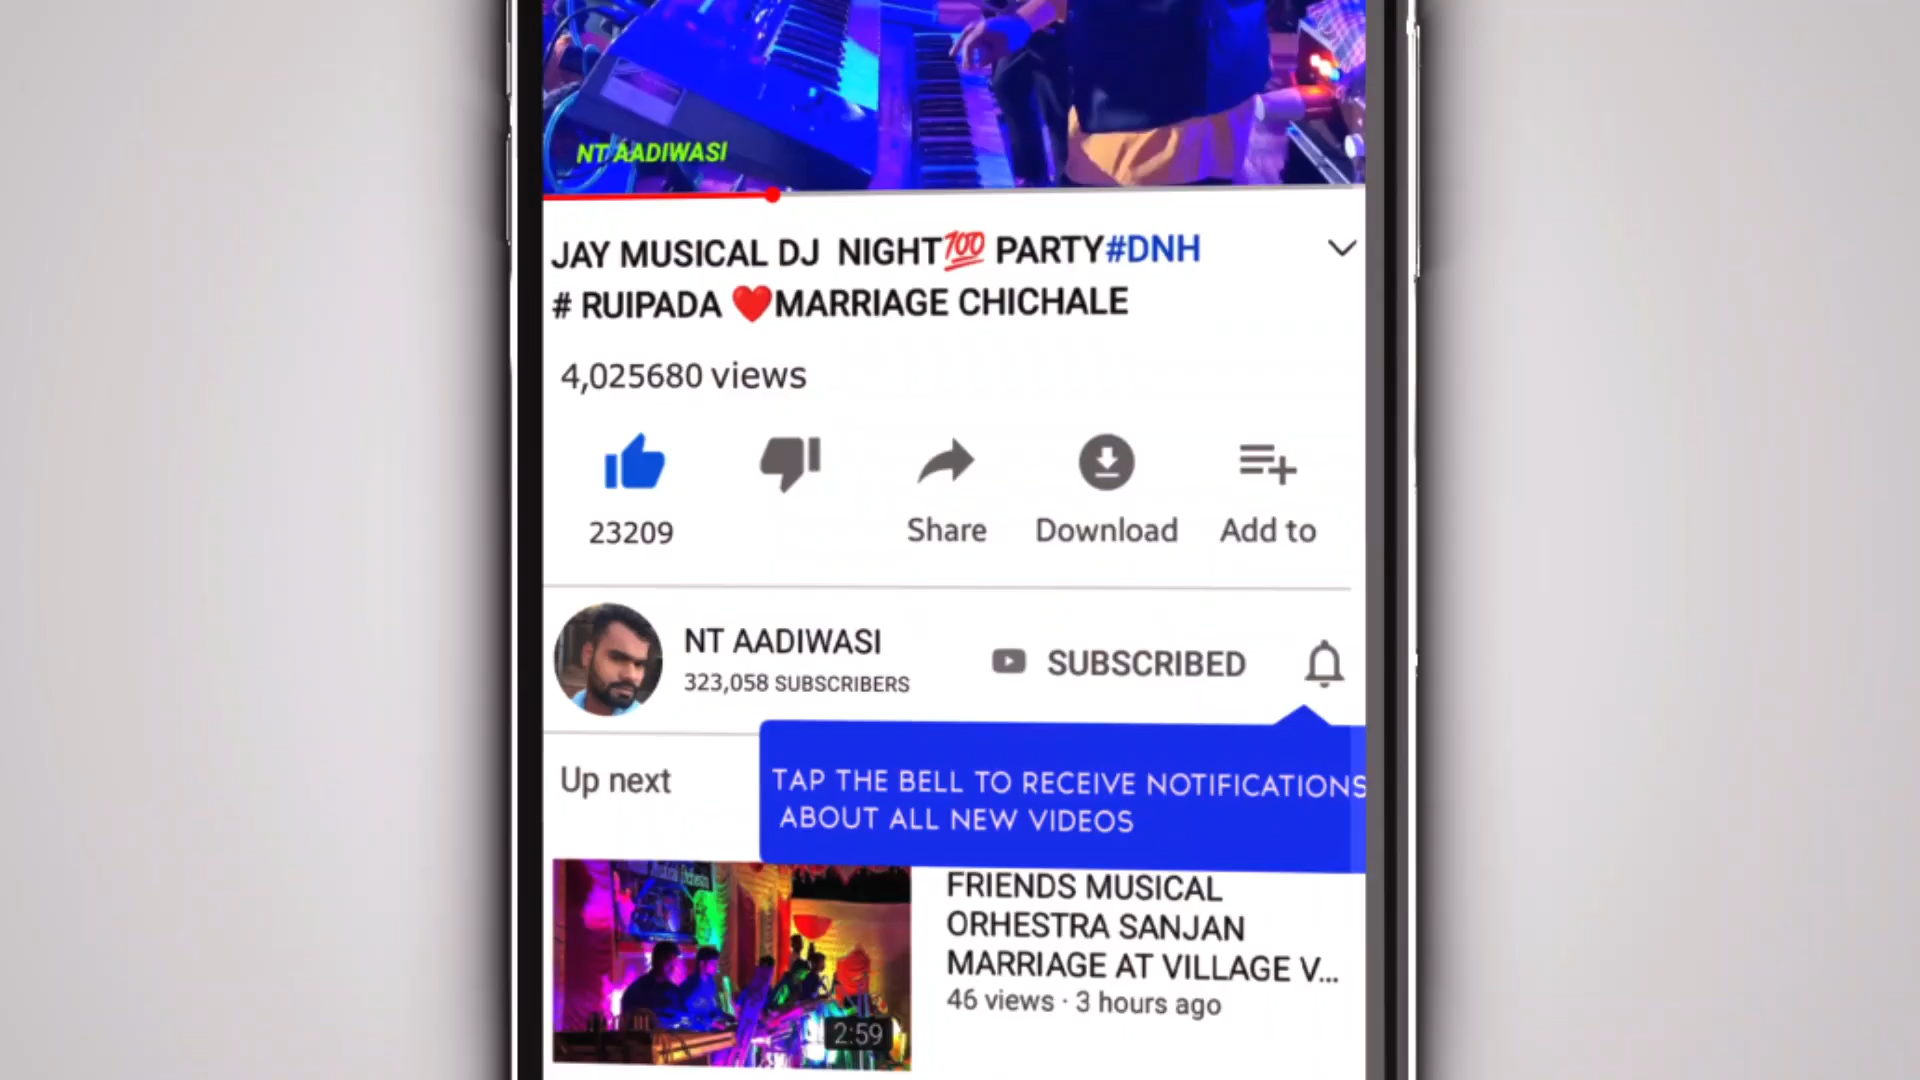 NT AADIWASI
JAY MUSICAL DJ NIGHT💯 PARTY#DNH
# RUIPADA ❤️MARRIAGE CHICHALE
4,025680 views
23209
Share
Download
Add to
NT AADIWASI
323,058 SUBSCRIBERS
SUBSCRIBED
TAP THE BELL TO RECEIVE NOTIFICATIONS
ABOUT ALL NEW VIDEOS
Up next
FRIENDS MUSICAL
ORHESTRA SANJAN
MARRIAGE AT VILLAGE V...
46 views · 3 hours ago
2:59